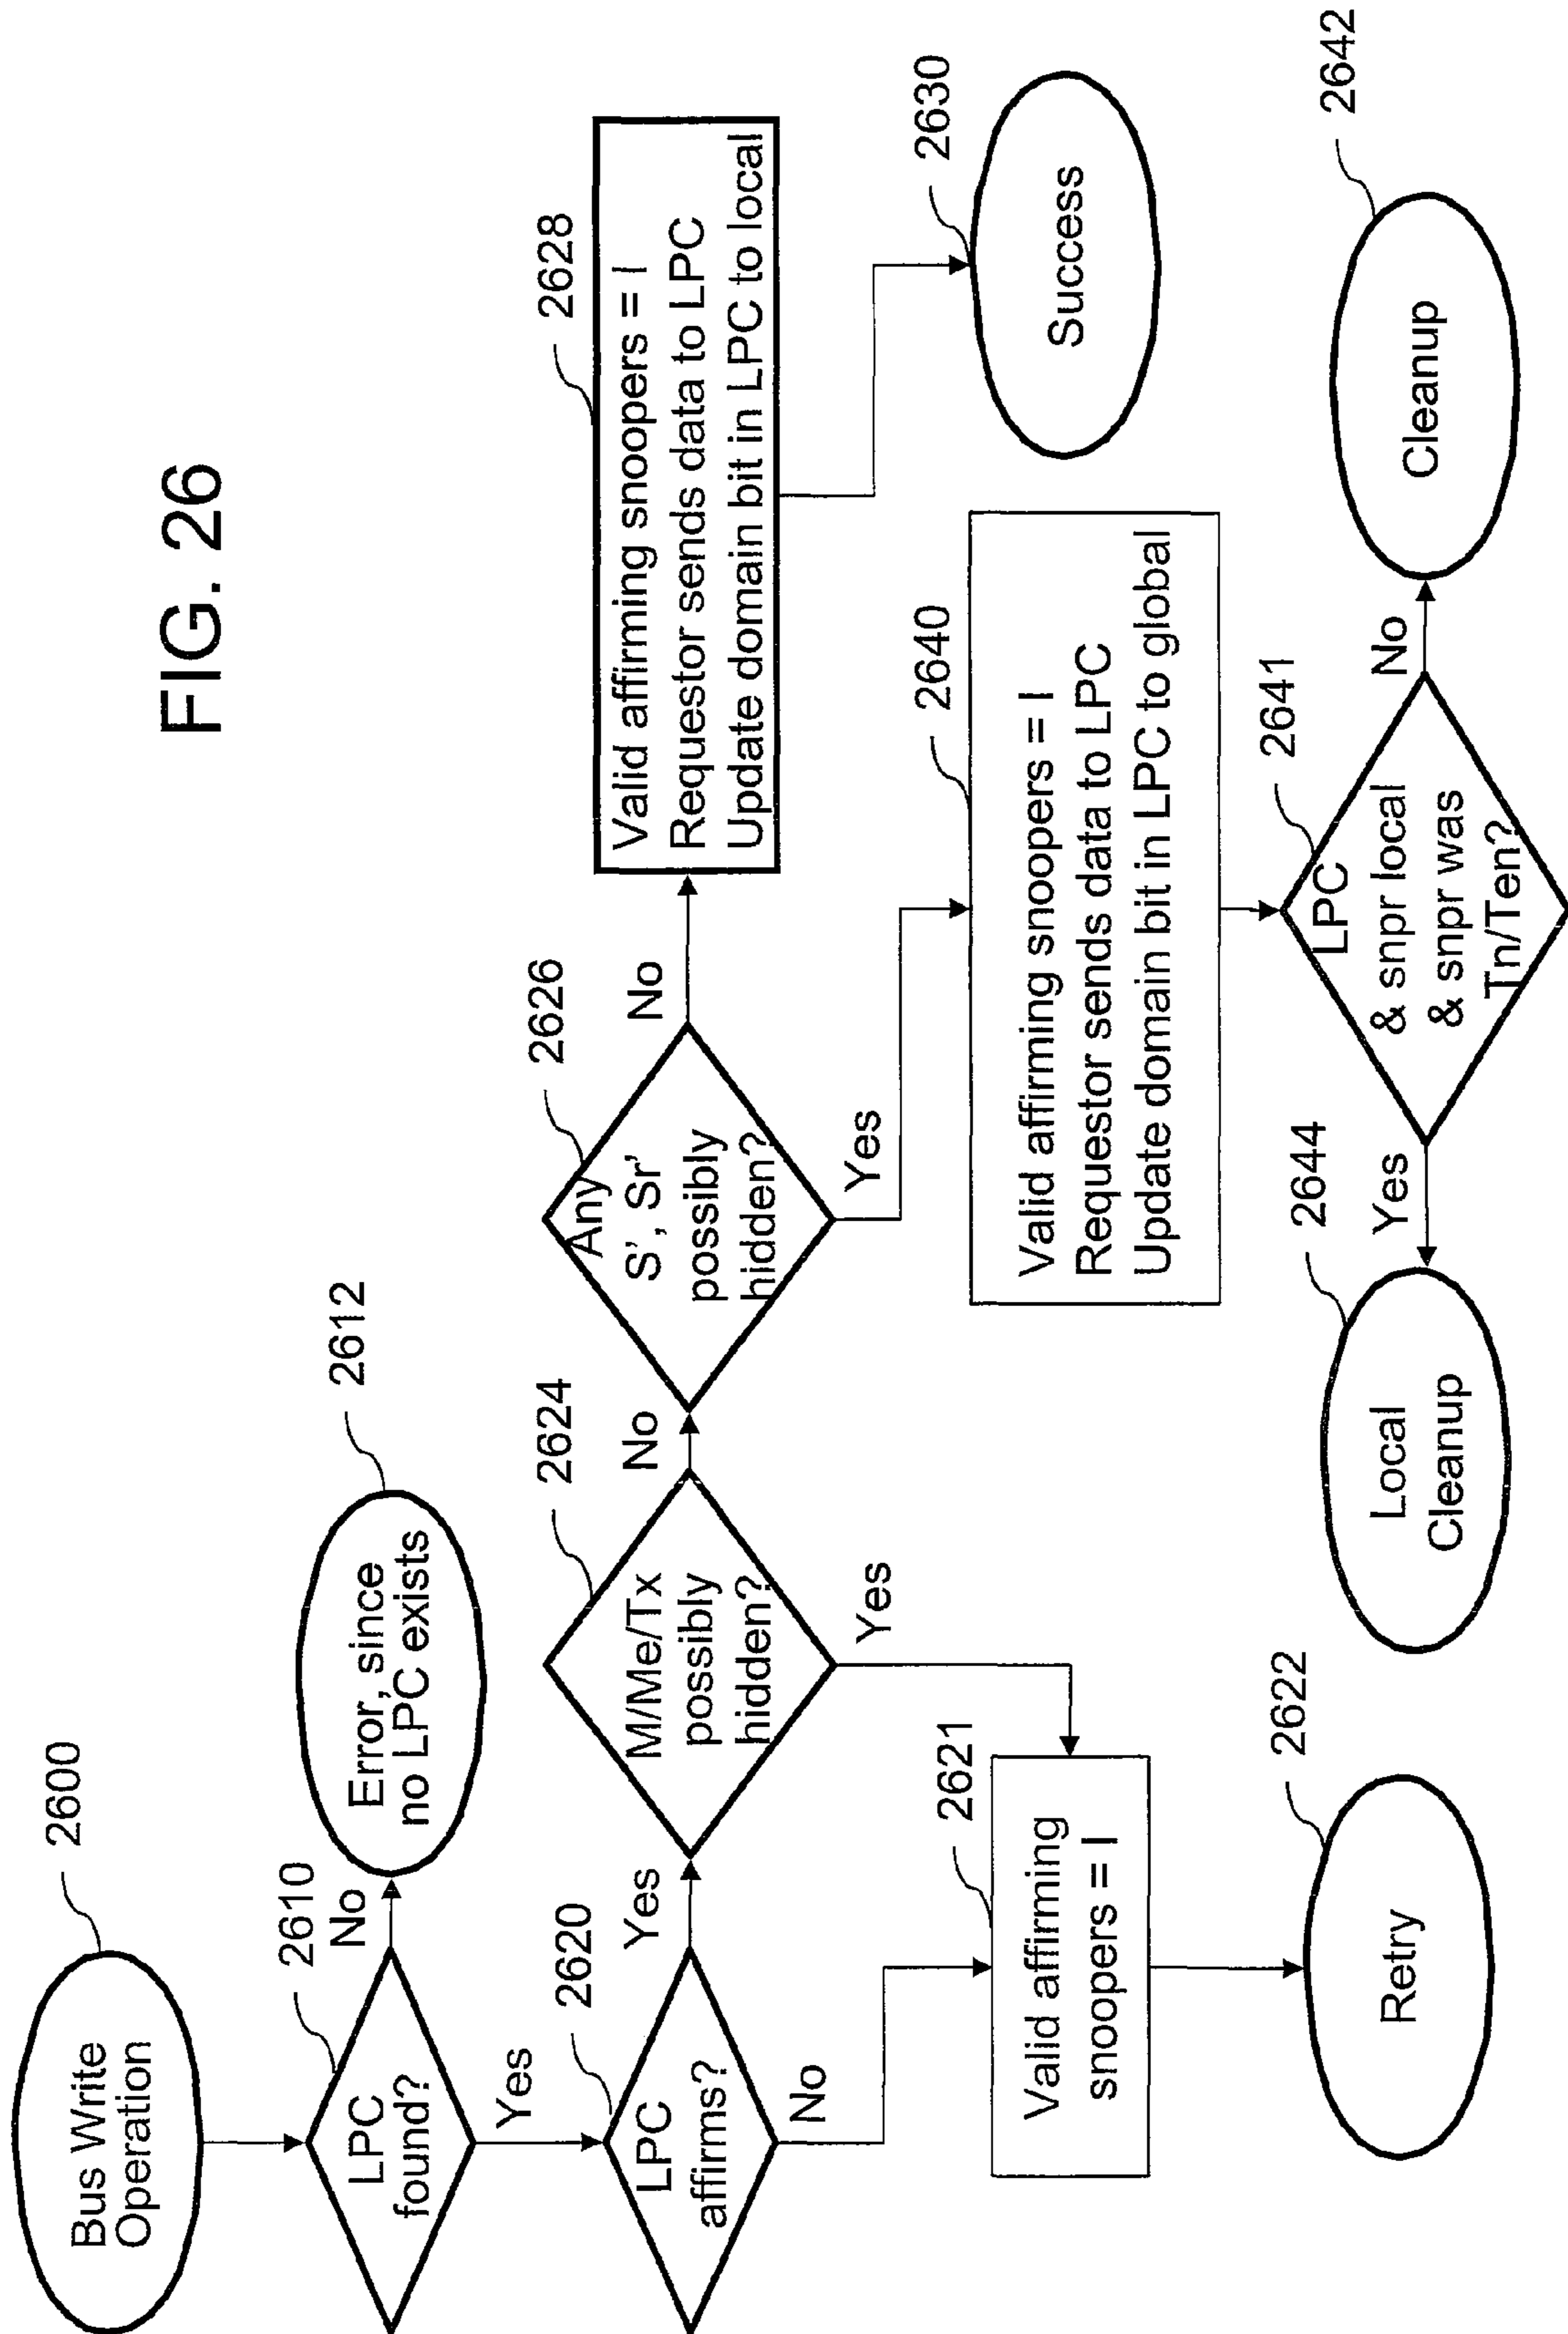 FIG. 26
2600
Bus Write
Operation
2610
LPC
found?
No
2612
Error, since
no LPC exists
Yes
2620
LPC
affirms?
Yes
No
2624
M/Me/Tx
possibly
hidden?
No
Yes
2621
Valid affirming
snoopers = I
2622
Retry
2626
Any
S', Sr'
possibly
hidden?
No
Yes
2628
Valid affirming snoopers = I
Requestor sends data to LPC
Update domain bit in LPC to local
2630
Success
2640
Valid affirming snoopers = I
Requestor sends data to LPC
Update domain bit in LPC to global
2641
LPC
& snpr local
& snpr was
Tn/Ten?
No
2642
Cleanup
Yes
2644
Local
Cleanup